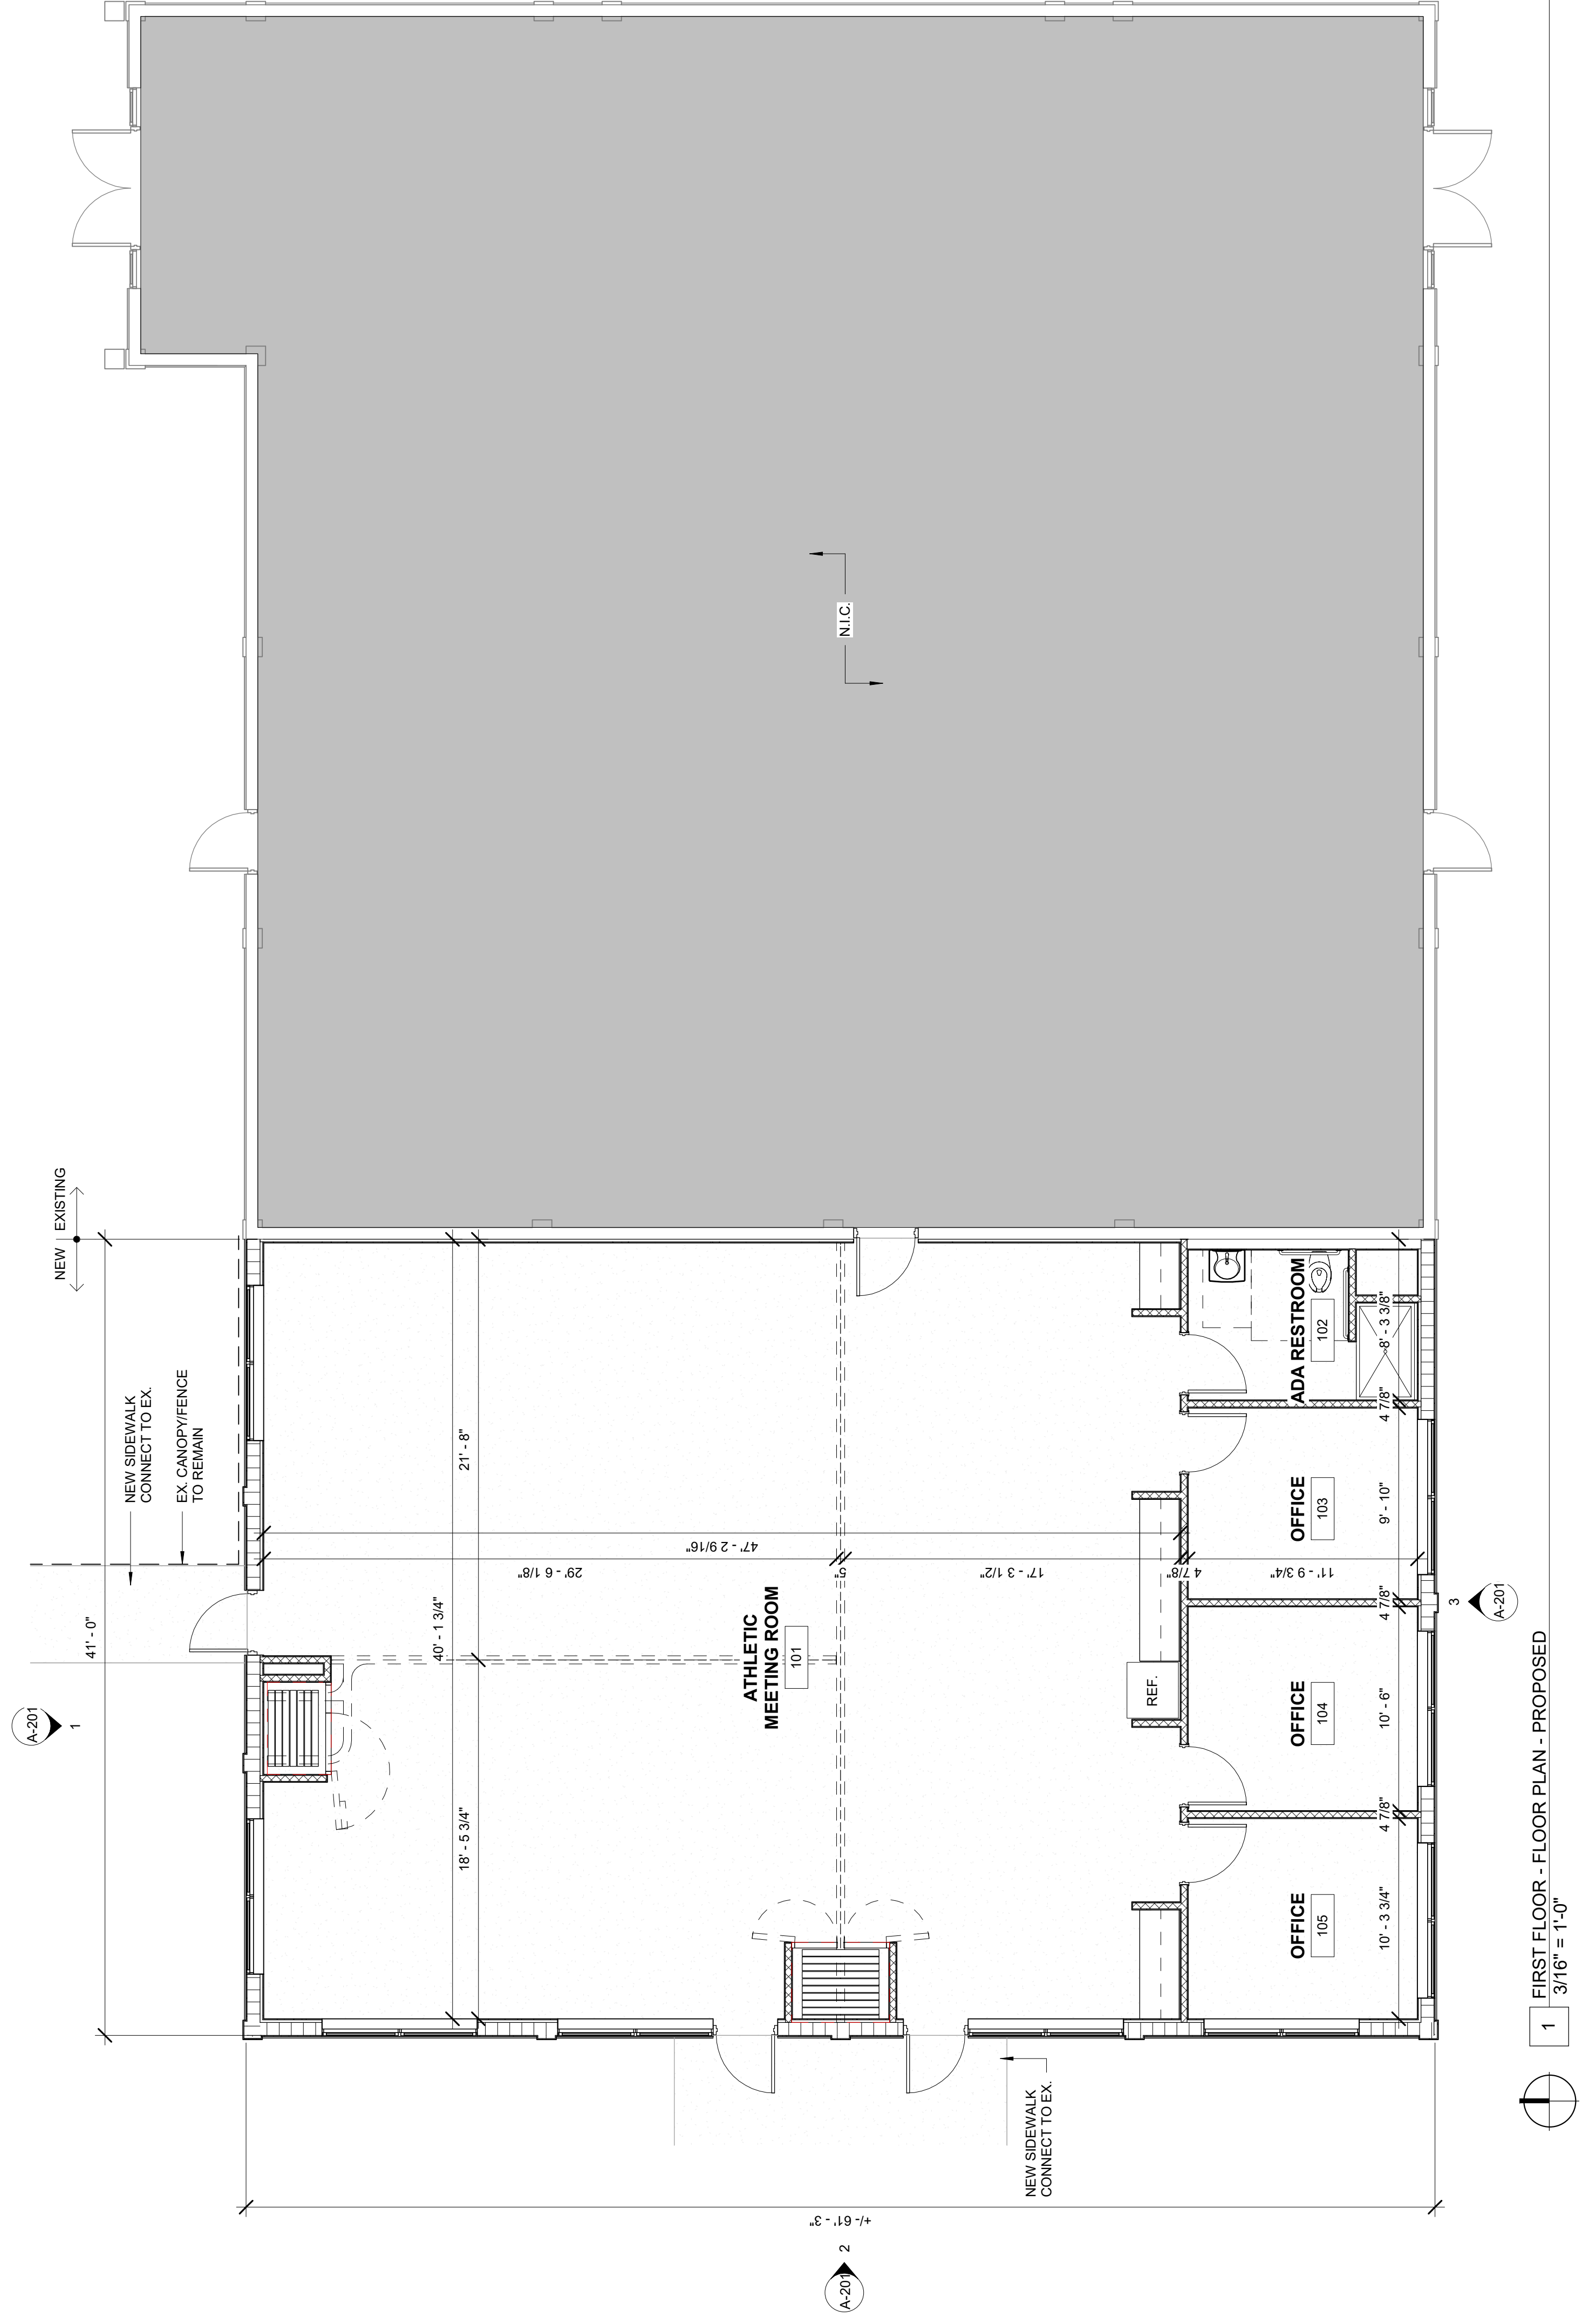 A-201
1
41' - 0"
NEW
EXISTING
NEW SIDEWALK
CONNECT TO EX.
EX. CANOPY/FENCE
TO REMAIN
40' - 1 3/4"
18' - 5 3/4"
21' - 8"
29' - 6 1/8"
47' - 2 9/16"
5"
17' - 3 1/2"
4 7/8"
11' - 9 3/4"
ATHLETIC
MEETING ROOM
101
N.I.C.
REF.
OFFICE
105
OFFICE
104
OFFICE
103
ADA RESTROOM
102
10' - 3 3/4"
4 7/8"
10' - 6"
4 7/8"
9' - 10"
4 7/8"
8' - 3 3/8"
+/- 61' - 3"
A-201
2
NEW SIDEWALK
CONNECT TO EX.
3
A-201
1
FIRST FLOOR - FLOOR PLAN - PROPOSED
3/16" = 1'-0"